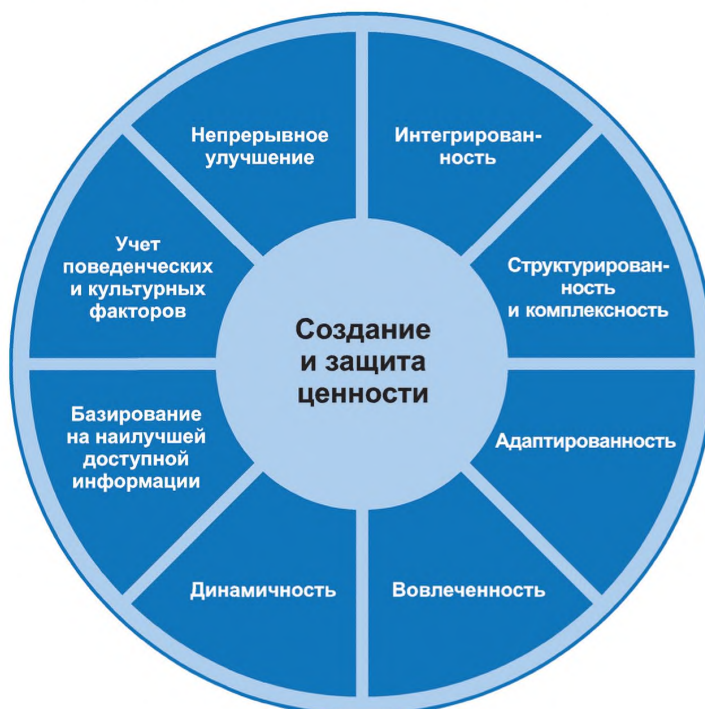 Непрерывное
улучшение
Интегрирован-
ность
Структурирован-
ность
и комплексность
Адаптированность
Вовлеченность
Динамичность
Базирование
на наилучшей
доступной
информации
Учет
поведенческих
и культурных
факторов
Создание
и защита
ценности